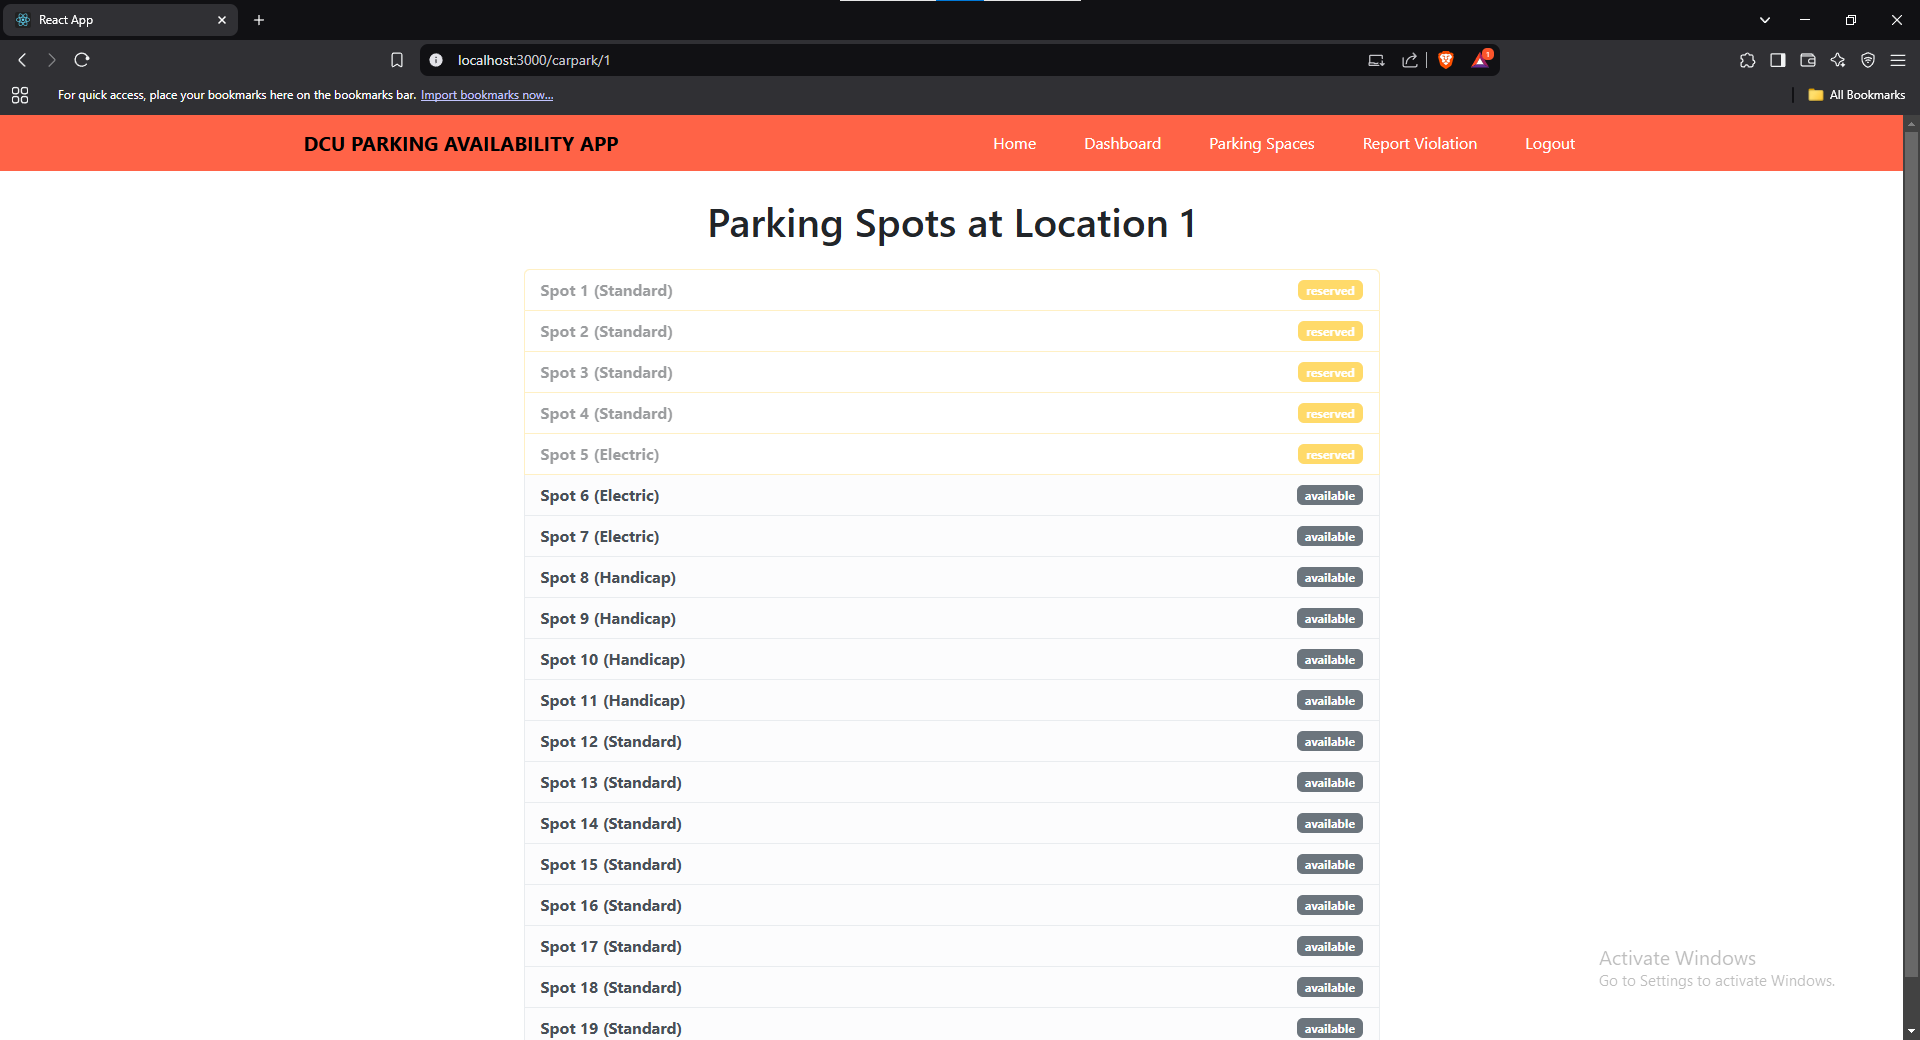 React App
localhost:3000/carpark/1
1
For quick access, place your bookmarks here on the bookmarks bar. Import bookmarks now...
All Bookmarks
DCU PARKING AVAILABILITY APP
Home
Dashboard
Parking Spaces
Report Violation
Logout
Parking Spots at Location 1
Spot 1 (Standard) reserved
Spot 2 (Standard) reserved
Spot 3 (Standard) reserved
Spot 4 (Standard) reserved
Spot 5 (Electric) reserved
Spot 6 (Electric) available
Spot 7 (Electric) available
Spot 8 (Handicap) available
Spot 9 (Handicap) available
Spot 10 (Handicap) available
Spot 11 (Handicap) available
Spot 12 (Standard) available
Spot 13 (Standard) available
Spot 14 (Standard) available
Spot 15 (Standard) available
Spot 16 (Standard) available
Spot 17 (Standard) available
Spot 18 (Standard) available
Spot 19 (Standard) available
Activate Windows
Go to Settings to activate Windows.